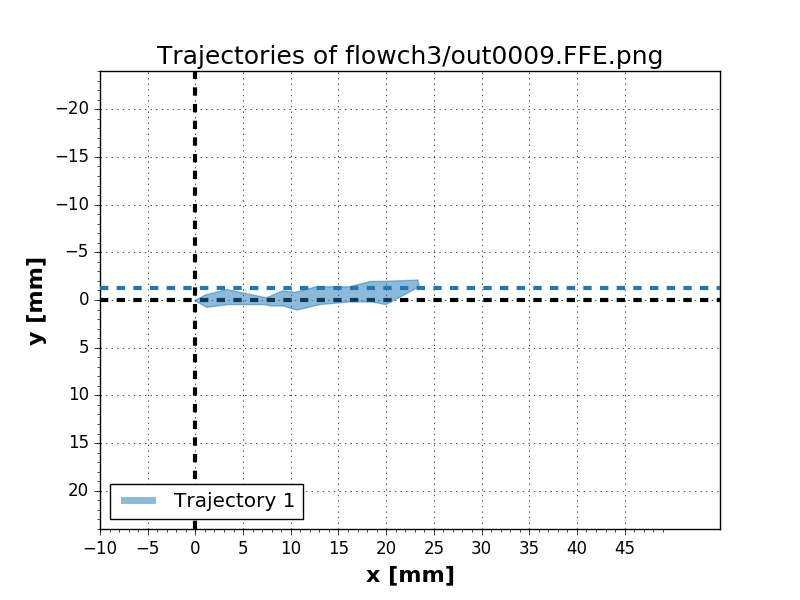 Trajectories of flowch3/out0009.FFE.png
y [mm]
−20
−15
−10
−5
0
5
10
15
20
Trajectory 1
−10 −5 0 5 10 15 20 25 30 35 40 45
x [mm]